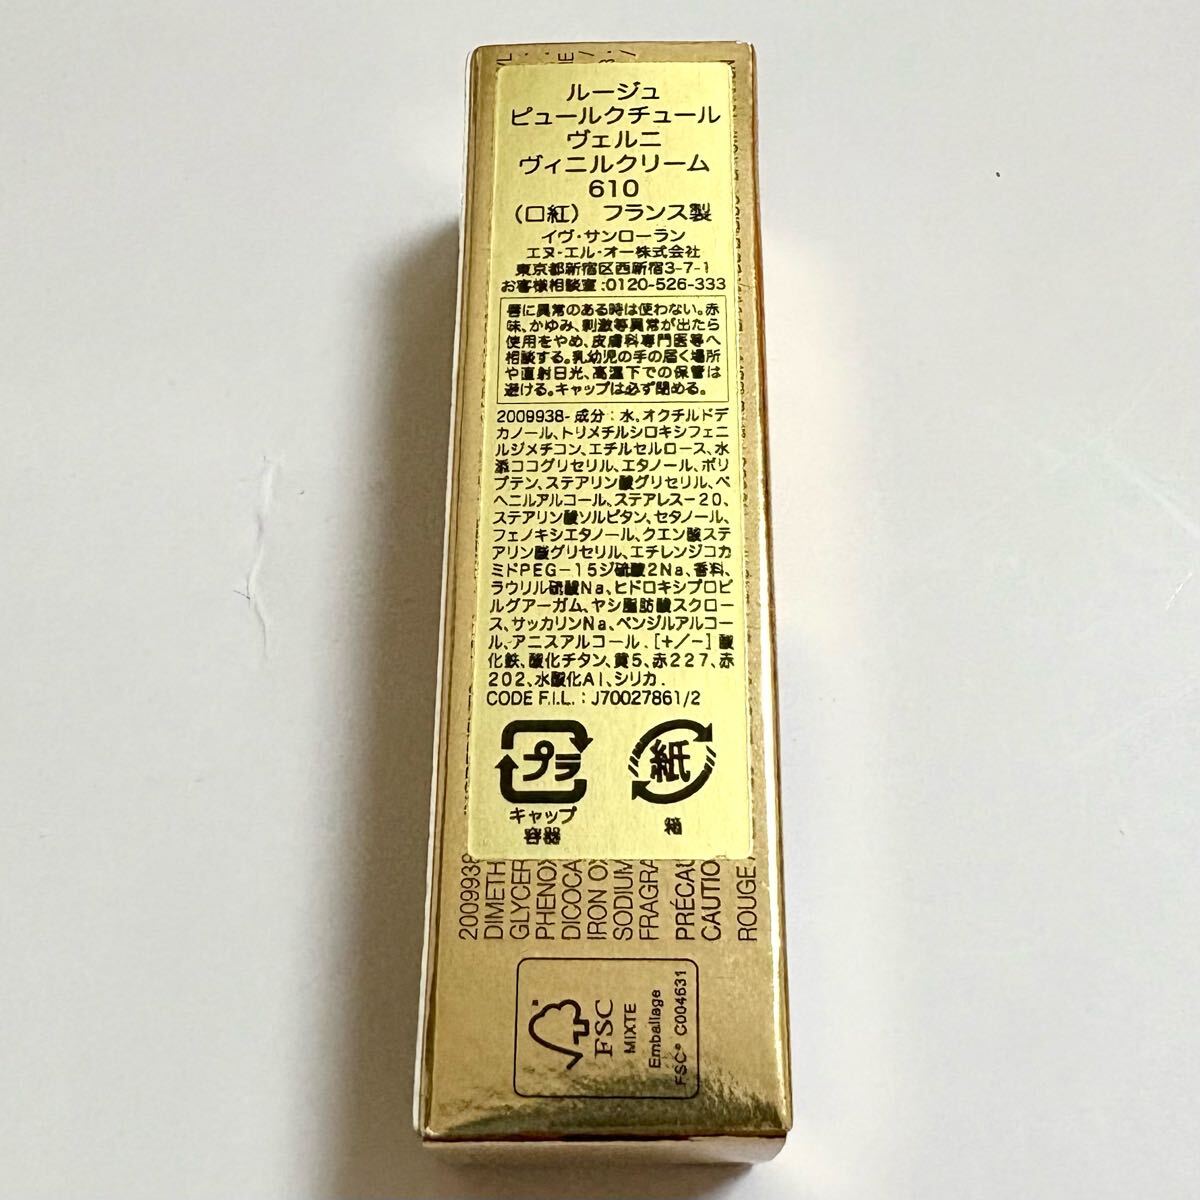 ルージュ
ピュールクチュール
ヴェルニ
ヴィニルクリーム
610
(口紅) フランス製
イヴ・サンローラン
エヌ・エル・オー株式会社
東京都新宿区西新宿3-7-1
お客様相談室:0120-526-333
唇に異常のある時は使わない。赤
味、かゆみ、刺激等異常が出たら
使用をやめ、皮膚科専門医等へ
相談する。乳幼児の手の届く場所
や直射日光、高温下での保管は
避ける。キャップは必ず閉める。
2009938- 成分:水、オクチルドデ
カノール、トリメチルシロキシフェニ
ルジメチコン、エチルセルロース、水
添ココグリセリル、エタノール、ポリ
ブテン、ステアリン酸グリセリル、ベ
ヘニルアルコール、ステアレス-20、
ステアリン酸ソルビタン、セタノール、
フェノキシエタノール、クエン酸ステ
アリン酸グリセリル、エチレンジコカ
ミドPEG-15ジ硫酸2Na、香料、
ラウリル硫酸Na、ヒドロキシプロピ
ルグアーガム、ヤシ脂肪酸スクロー
ス、サッカリンNa、ベンジルアルコー
ル、アニスアルコール、[+/-] 酸
化鉄、酸化チタン、黄5、赤227、赤
202、水酸化Al、シリカ.
CODE F.I.L. : J70027861/2
プラ
紙
キャップ
容器
箱
2009938
DIMETH
GLYCER
PHENOX
DICOCA
IRON OX
SODIUM
FRAGRA
PRÉCAU
CAUTIO
ROUGE
FSC
MIXTE
Emballage
FSC® C004631